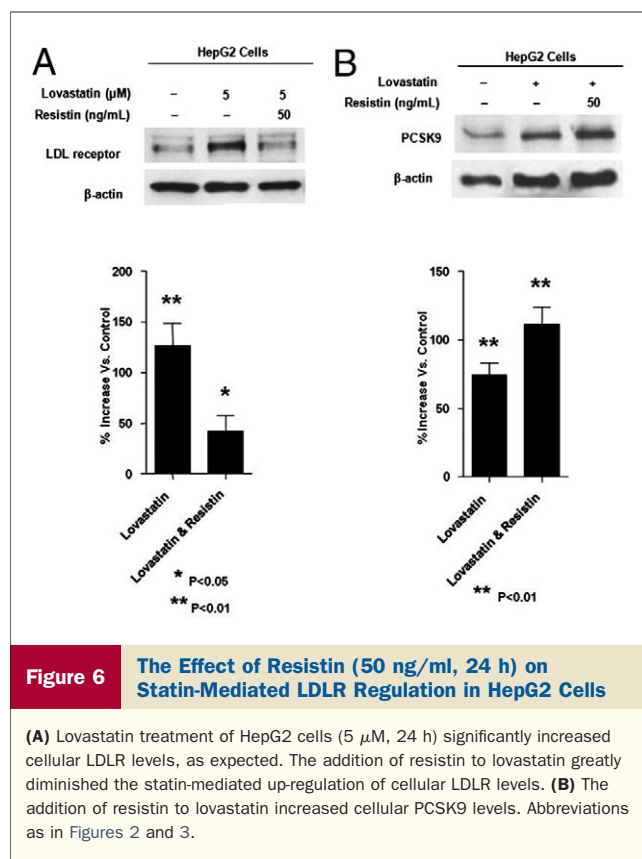 A
HepG2 Cells
Lovastatin (µM) – 5 5
Resistin (ng/mL) – – 50
LDL receptor
β-actin
200
150
100
50
0
% Increase Vs. Control
**
*
Lovastatin
Lovastatin & Resistin
* P<0.05
** P<0.01
B
HepG2 Cells
Lovastatin – + +
Resistin (ng/mL) – – 50
PCSK9
β-actin
150
100
50
0
%Increase Vs. Control
**
**
Lovastatin
Lovastatin & Resistin
** P<0.01
Figure 6
The Effect of Resistin (50 ng/ml, 24 h) on
Statin-Mediated LDLR Regulation in HepG2 Cells
(A) Lovastatin treatment of HepG2 cells (5 µM, 24 h) significantly increased
cellular LDLR levels, as expected. The addition of resistin to lovastatin greatly
diminished the statin-mediated up-regulation of cellular LDLR levels. (B) The
addition of resistin to lovastatin increased cellular PCSK9 levels. Abbreviations
as in Figures 2 and 3.